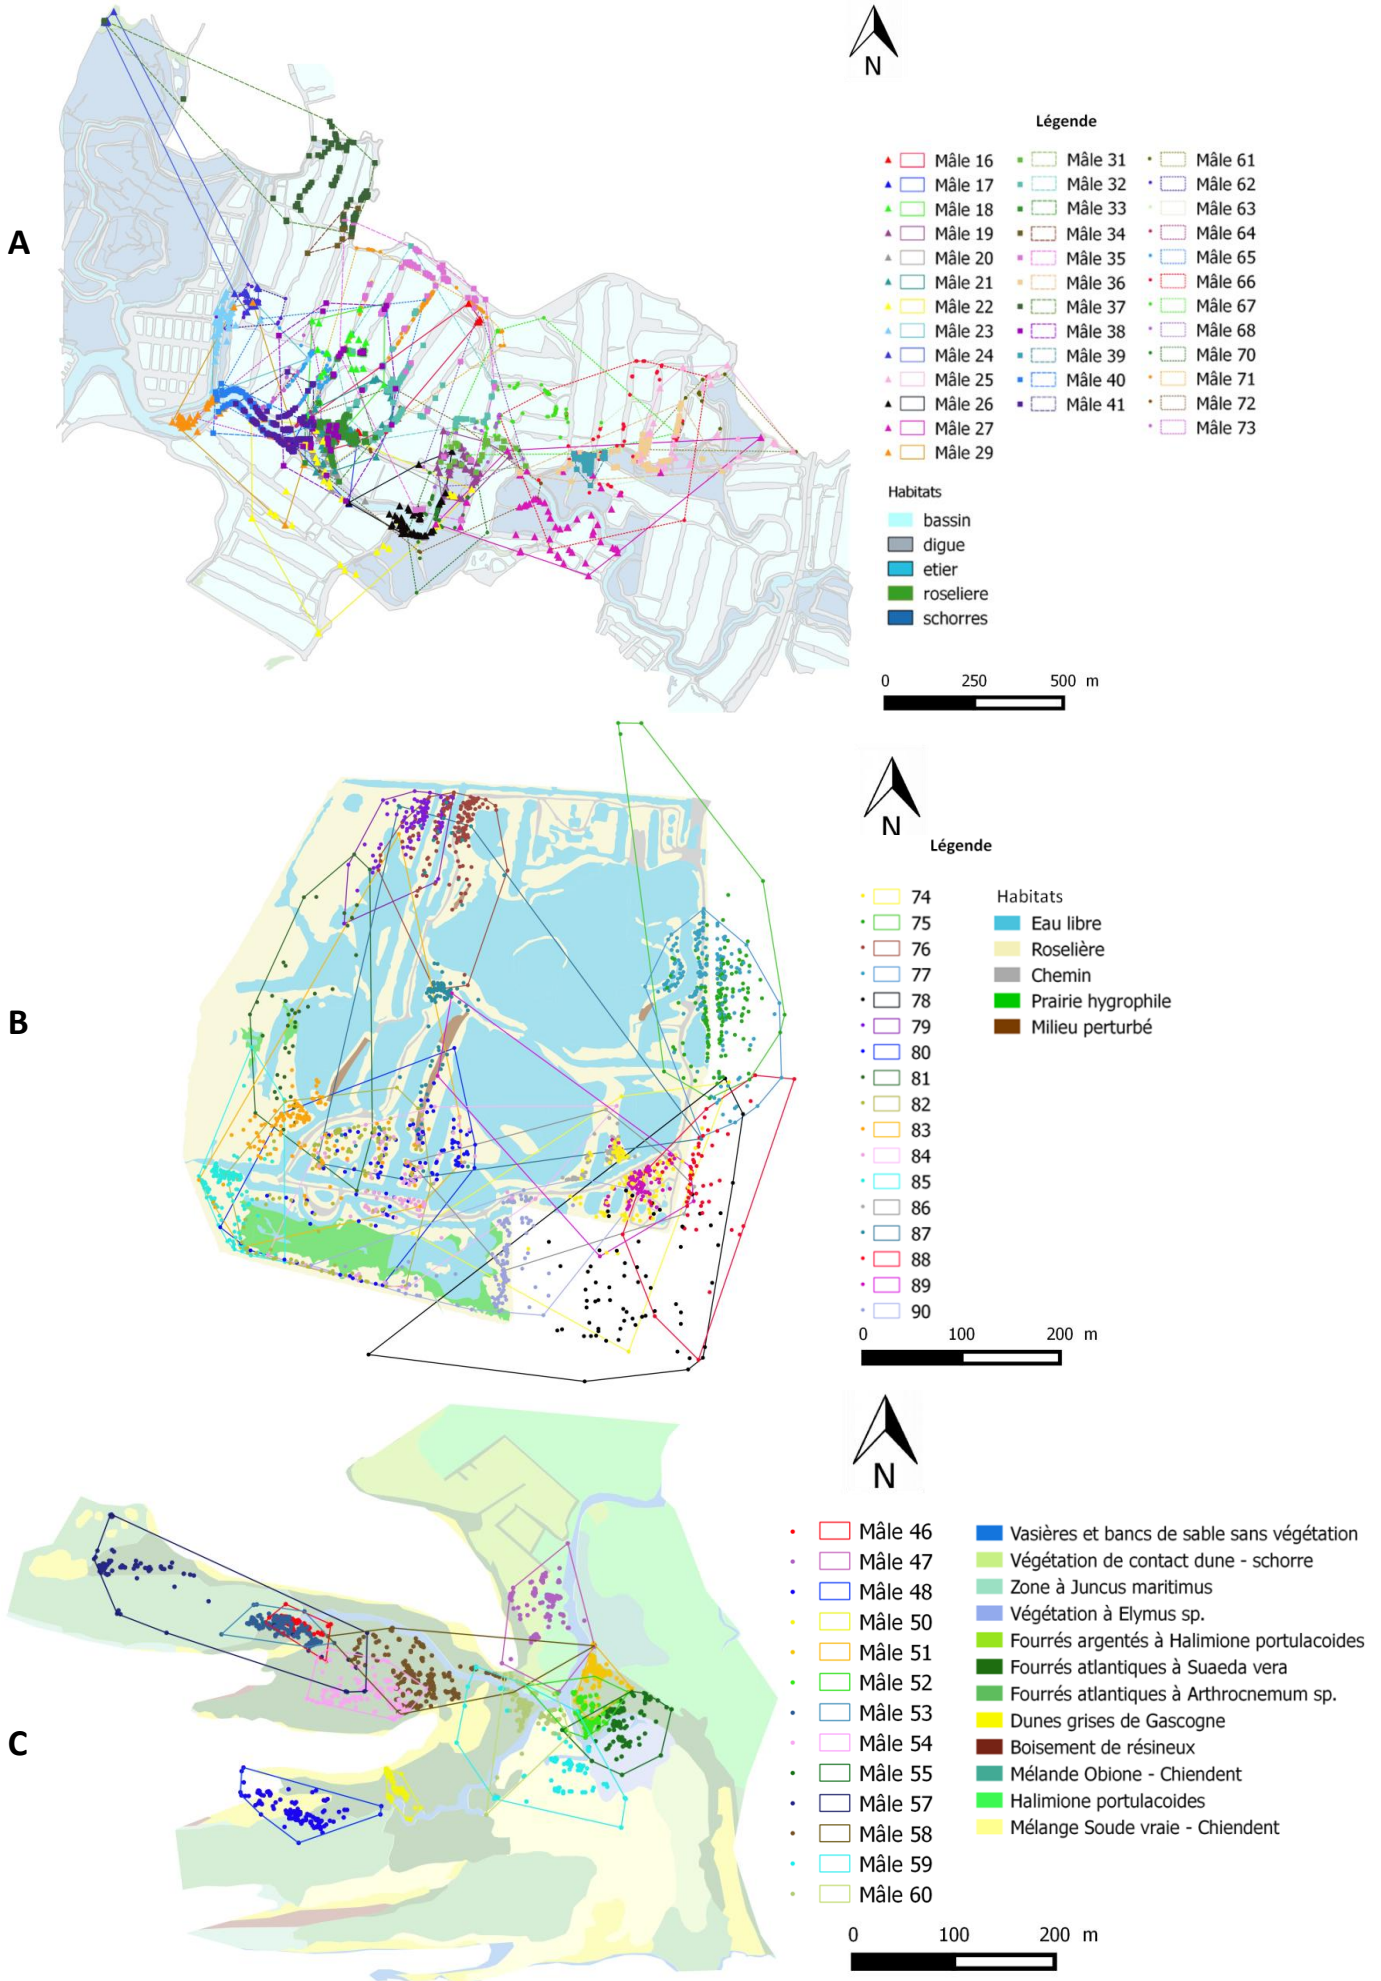 N
A
Légende
Mâle 16 Mâle 31 Mâle 61
Mâle 17 Mâle 32 Mâle 62
Mâle 18 Mâle 33 Mâle 63
Mâle 19 Mâle 34 Mâle 64
Mâle 20 Mâle 35 Mâle 65
Mâle 21 Mâle 36 Mâle 66
Mâle 22 Mâle 37 Mâle 67
Mâle 23 Mâle 38 Mâle 68
Mâle 24 Mâle 39 Mâle 70
Mâle 25 Mâle 40 Mâle 71
Mâle 26 Mâle 41 Mâle 72
Mâle 27 Mâle 73
Mâle 29
Habitats
bassin
digue
etier
roseliere
schorres
0 250 500 m
N
B
Légende
74
75
76
77
78
79
80
81
82
83
84
85
86
87
88
89
90
Habitats
Eau libre
Roselière
Chemin
Prairie hygrophile
Milieu perturbé
0 100 200 m
N
C
Mâle 46
Mâle 47
Mâle 48
Mâle 50
Mâle 51
Mâle 52
Mâle 53
Mâle 54
Mâle 55
Mâle 57
Mâle 58
Mâle 59
Mâle 60
Vasières et bancs de sable sans végétation
Végétation de contact dune - schorre
Zone à Juncus maritimus
Végétation à Elymus sp.
Fourrés argentés à Halimione portulacoides
Fourrés atlantiques à Suaeda vera
Fourrés atlantiques à Arthrocnemum sp.
Dunes grises de Gascogne
Boisement de résineux
Mélande Obione - Chiendent
Halimione portulacoides
Mélange Soude vraie - Chiendent
0 100 200 m